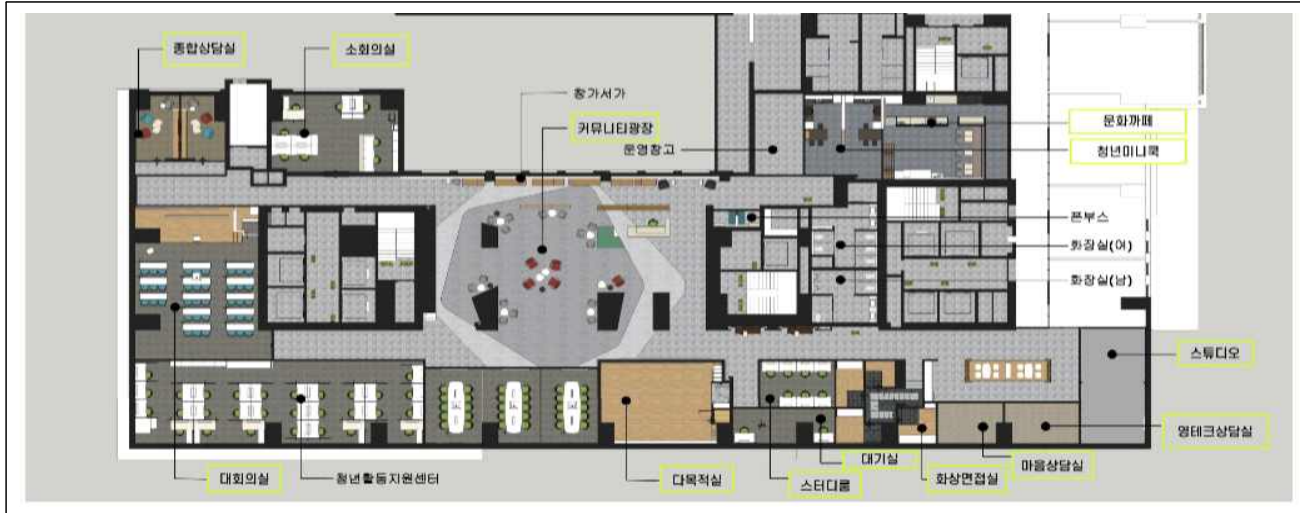 종합상담실
소회의실
창가서가
커뮤니티광장
운영창고
문화까페
청년미니쿡
폰부스
화장실(여)
화장실(남)
스튜디오
영테크상담실
마음상담실
화상면접실
대기실
스터디룸
다목적실
청년활동지원센터
대회의실